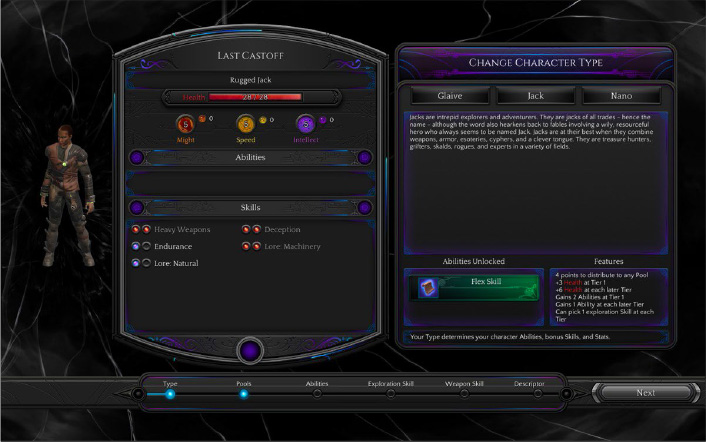 LAST CASTOFF
Rugged Jack
Health 28 / 28
5 0 5 0 5 0
Might Speed Intellect
Abilities
Skills
Heavy Weapons Deception
Endurance Lore: Machinery
Lore: Natural
CHANGE CHARACTER TYPE
Glaive Jack Nano
Jacks are intrepid explorers and adventurers. They are jacks of all trades – hence the
name – although the word also hearkens back to fables involving a wily, resourceful
hero who always seems to be named Jack. Jacks are at their best when they combine
weapons, armor, esoteries, cyphers, and a clever tongue. They are treasure hunters,
grifters, skalds, rogues, and experts in a variety of fields.
Abilities Unlocked
Flex Skill
Features
4 points to distribute to any Pool
+3 Health at Tier 1
+6 Health at each later Tier
Gains 2 Abilities at Tier 1
Gains 1 Ability at each later Tier
Can pick 1 exploration Skill at each
Tier
Your Type determines your character Abilities, bonus Skills, and Stats.
Type Pools Abilities Exploration Skill Weapon Skill Descriptor
Next